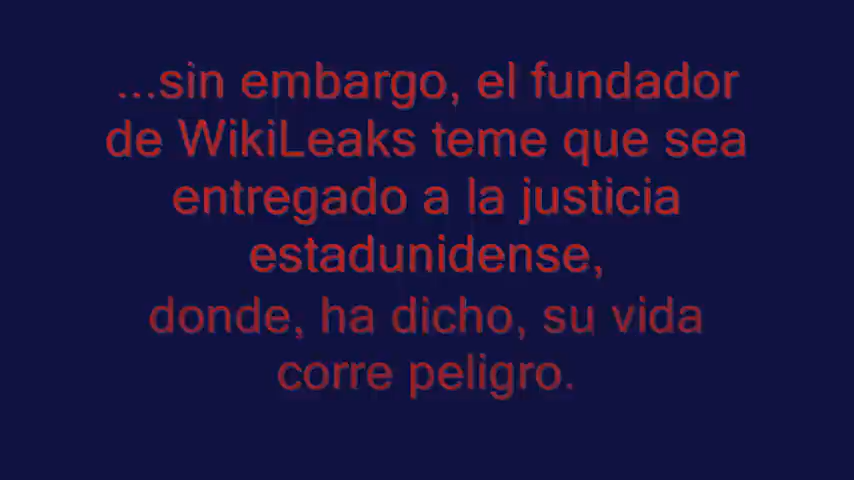 ...sin embargo, el fundador
de WikiLeaks teme que sea
entregado a la justicia
estadunidense,
donde, ha dicho, su vida
corre peligro.